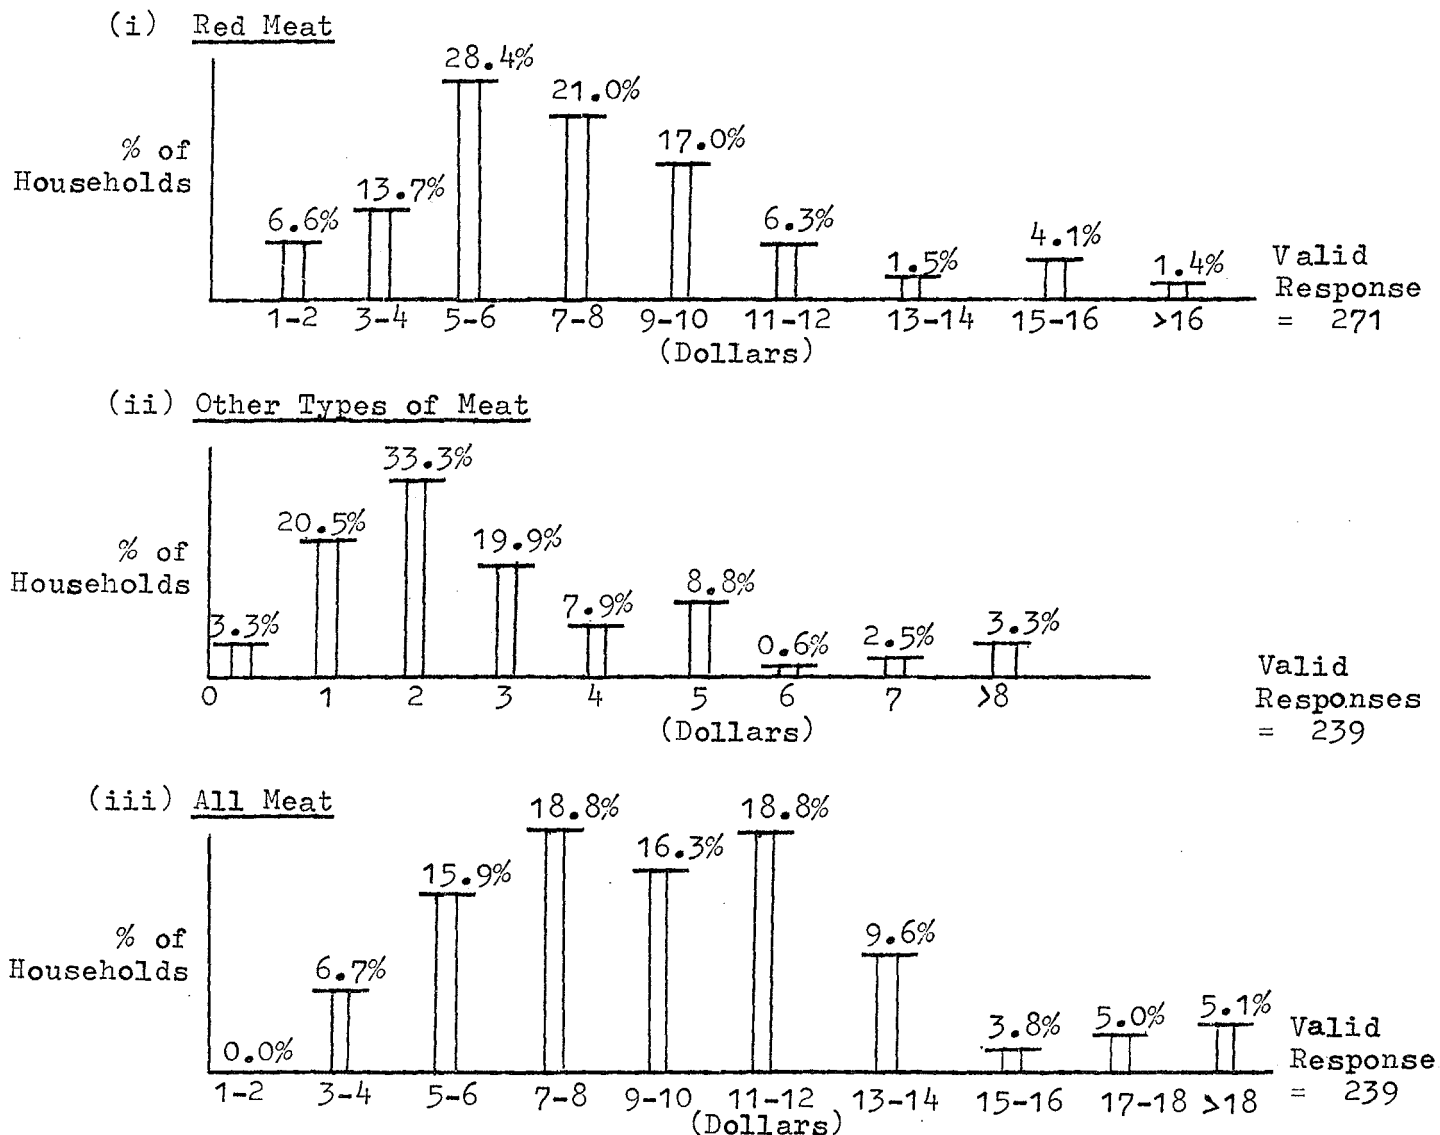 (i) Red Meat
28.4%
21.0%
17.0%
% of
Households
13.7%
6.6%
6.3%
4.1%
1.5%
1.4%
Valid
Response
= 271
1-2 3-4 5-6 7-8 9-10 11-12 13-14 15-16 >16
(Dollars)
(ii) Other Types of Meat
33.3%
20.5%
19.9%
% of
Households
8.8%
7.9%
3.3%
0.6%
2.5%
3.3%
Valid
Responses
= 239
0 1 2 3 4 5 6 7 >8
(Dollars)
(iii) All Meat
18.8%
18.8%
16.3%
15.9%
% of
Households
9.6%
6.7%
3.8%
5.0%
5.1%
0.0%
Valid
Response
= 239
1-2 3-4 5-6 7-8 9-10 11-12 13-14 15-16 17-18 >18
(Dollars)